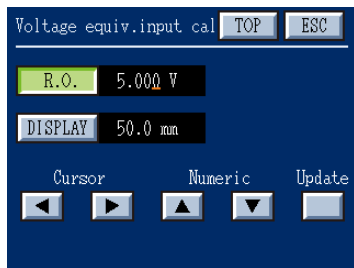 Voltage equiv.input cal TOP ESC
R.O. 5.000 V
DISPLAY 50.0 mm
Cursor Numeric Update